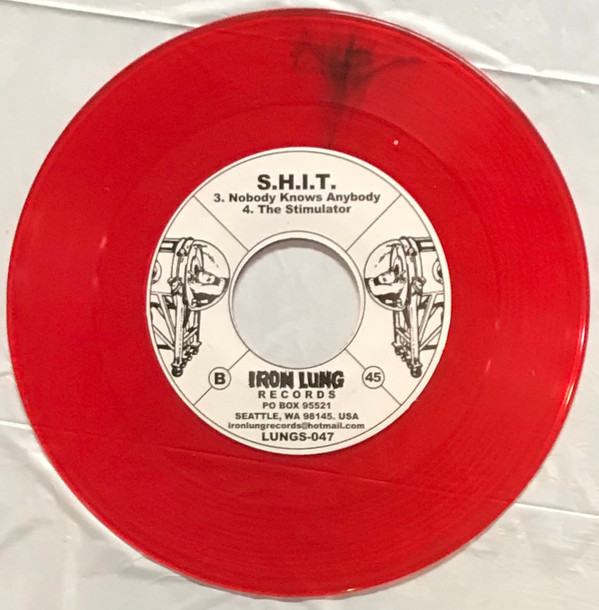 S.H.I.T.
3. Nobody Knows Anybody
4. The Stimulator
B
IRON LUNG
45
RECORDS
PO BOX 95521
SEATTLE, WA 98145. USA
ironlungrecords@hotmail.com
LUNGS-047